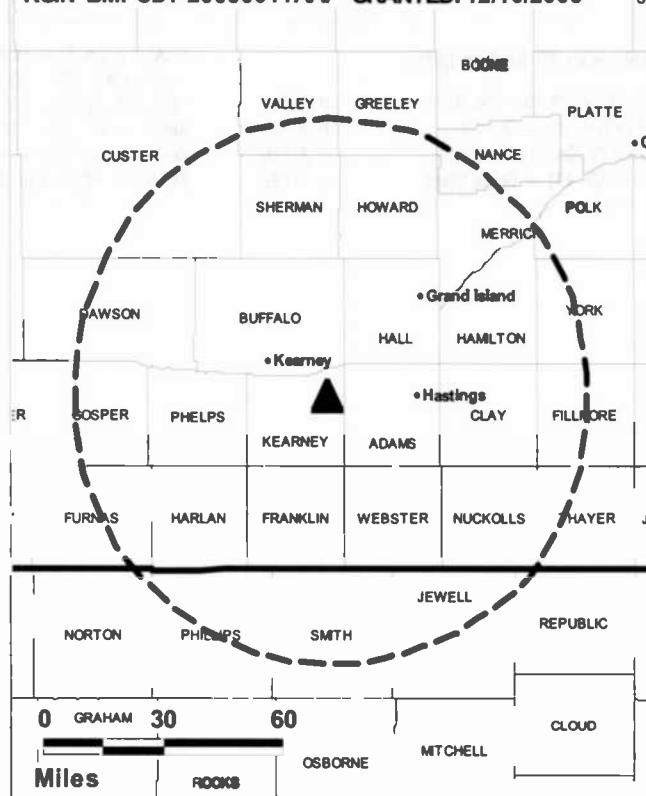 BOONE
VALLEY GREELEY
PLATTE
CUSTER
NANCE
SHERMAN HOWARD
POLK
MERRICK
Grand Island
DAWSON
BUFFALO
YORK
HALL HAMILTON
Kearney
Hastings
GOSPER PHELPS
CLAY FILLMORE
KEARNEY ADAMS
FURNAS HARLAN FRANKLIN WEBSTER NUCKOLLS THAYER
JEWELL
REPUBLIC
NORTON PHILLIPS SMITH
0 GRAHAM 30 60
CLOUD
MITCHELL
OSBORNE
Miles ROOKS